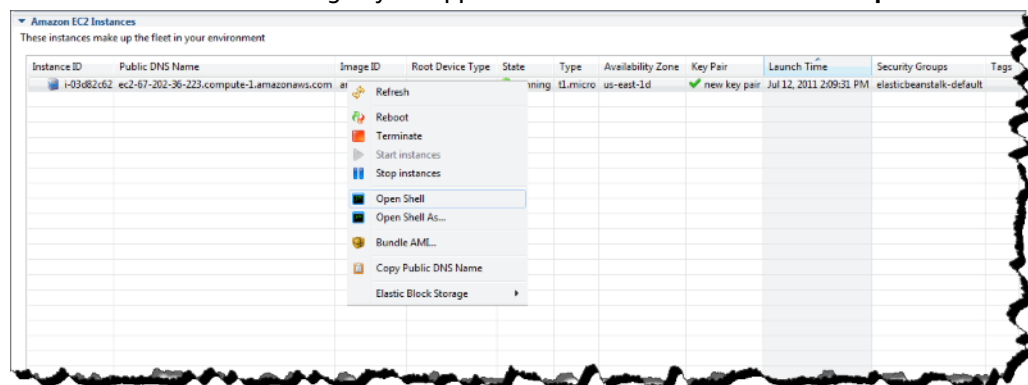 Amazon EC2 Instances
These instances make up the fleet in your environment
Instance ID Public DNS Name Image ID Root Device Type State Type Availability Zone Key Pair Launch Time Security Groups Tags
i-03d82c62 ec2-67-202-36-223.compute-1.amazonaws.com nning t1.micro us-east-1d new key pair Jul 12, 2011 2:09:31 PM elasticbeanstalk-default
Refresh
Reboot
Terminate
Start instances
Stop instances
Open Shell
Open Shell As...
Bundle AMI...
Copy Public DNS Name
Elastic Block Storage